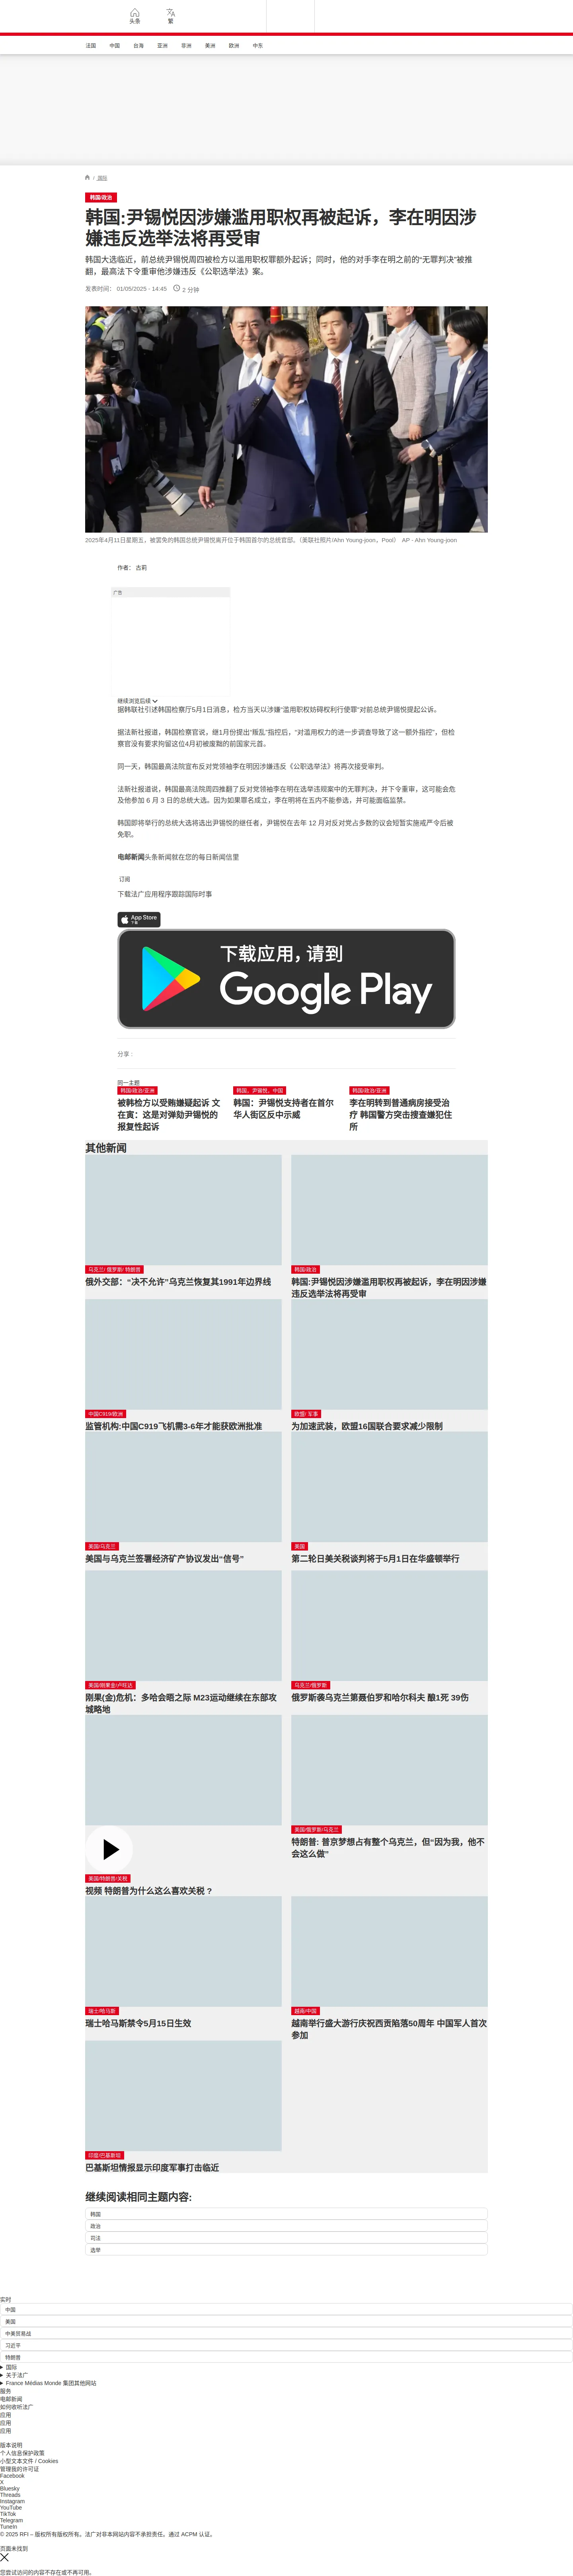 头条
繁
法国
中国
台海
亚洲
非洲
美洲
欧洲
中东
/ 国际
韩国/政治
韩国:尹锡悦因涉嫌滥用职权再被起诉，李在明因涉
嫌违反选举法将再受审
韩国大选临近，前总统尹锡悦周四被检方以滥用职权罪额外起诉；同时，他的对手李在明之前的“无罪判决”被推
翻，最高法下令重审他涉嫌违反《公职选举法》案。
发表时间： 01/05/2025 - 14:45
2 分钟
2025年4月11日星期五，被罢免的韩国总统尹锡悦离开位于韩国首尔的总统官邸。（美联社照片/Ahn Young-joon，Pool） AP - Ahn Young-joon
作者： 古莉
广告
继续浏览后续
据韩联社引述韩国检察厅5月1日消息，检方当天以涉嫌“滥用职权妨碍权利行使罪”对前总统尹锡悦提起公诉。
据法新社报道，韩国检察官说，继1月份提出“叛乱”指控后，“对滥用权力的进一步调查导致了这一额外指控”，但检
察官没有要求拘留这位4月初被废黜的前国家元首。
同一天，韩国最高法院宣布反对党领袖李在明因涉嫌违反《公职选举法》将再次接受审判。
法新社报道说，韩国最高法院周四推翻了反对党领袖李在明在选举违规案中的无罪判决，并下令重审，这可能会危
及他参加 6 月 3 日的总统大选。因为如果罪名成立，李在明将在五内不能参选，并可能面临监禁。
韩国即将举行的总统大选将选出尹锡悦的继任者，尹锡悦在去年 12 月对反对党占多数的议会短暂实施戒严令后被
免职。
电邮新闻头条新闻就在您的每日新闻信里
订阅
下载法广应用程序跟踪国际时事
App Store
下载
下载应用，请到
Google Play
分享 :
同一主题
韩国/政治/亚洲
被韩检方以受贿嫌疑起诉 文
在寅：这是对弹劾尹锡悦的
报复性起诉
韩国、尹锡悦、中国
韩国：尹锡悦支持者在首尔
华人街区反中示威
韩国/政治/亚洲
李在明转到普通病房接受治
疗 韩国警方突击搜查嫌犯住
所
其他新闻
乌克兰/ 俄罗斯/ 特朗普
俄外交部：“决不允许”乌克兰恢复其1991年边界线
韩国/政治
韩国:尹锡悦因涉嫌滥用职权再被起诉，李在明因涉嫌
违反选举法将再受审
中国C919/欧洲
监管机构:中国C919飞机需3-6年才能获欧洲批准
欧盟/ 军事
为加速武装，欧盟16国联合要求减少限制
美国/乌克兰
美国与乌克兰签署经济矿产协议发出“信号”
美国
第二轮日美关税谈判将于5月1日在华盛顿举行
美国/刚果金/卢旺达
刚果(金)危机：多哈会晤之际 M23运动继续在东部攻
城略地
乌克兰/俄罗斯
俄罗斯袭乌克兰第聂伯罗和哈尔科夫 酿1死 39伤
美国/特朗普/关税
视频 特朗普为什么这么喜欢关税 ?
美国/俄罗斯/乌克兰
特朗普: 普京梦想占有整个乌克兰，但“因为我，他不
会这么做”
瑞士/哈马斯
瑞士哈马斯禁令5月15日生效
越南/中国
越南举行盛大游行庆祝西贡陷落50周年 中国军人首次
参加
印度/巴基斯坦
巴基斯坦情报显示印度军事打击临近
继续阅读相同主题内容:
韩国
政治
司法
选举
实时
中国
美国
中美贸易战
习近平
特朗普
国际
关于法广
France Médias Monde 集团其他网站
服务
电邮新闻
如何收听法广
应用
应用
应用
版本说明
个人信息保护政策
小型文本文件 / Cookies
管理我的许可证
Facebook
X
Bluesky
Threads
Instagram
YouTube
TikTok
Telegram
TuneIn
© 2025 RFI – 版权所有版权所有。法广对非本网站内容不承担责任。通过 ACPM 认证。
页面未找到
您尝试访问的内容不存在或不再可用。